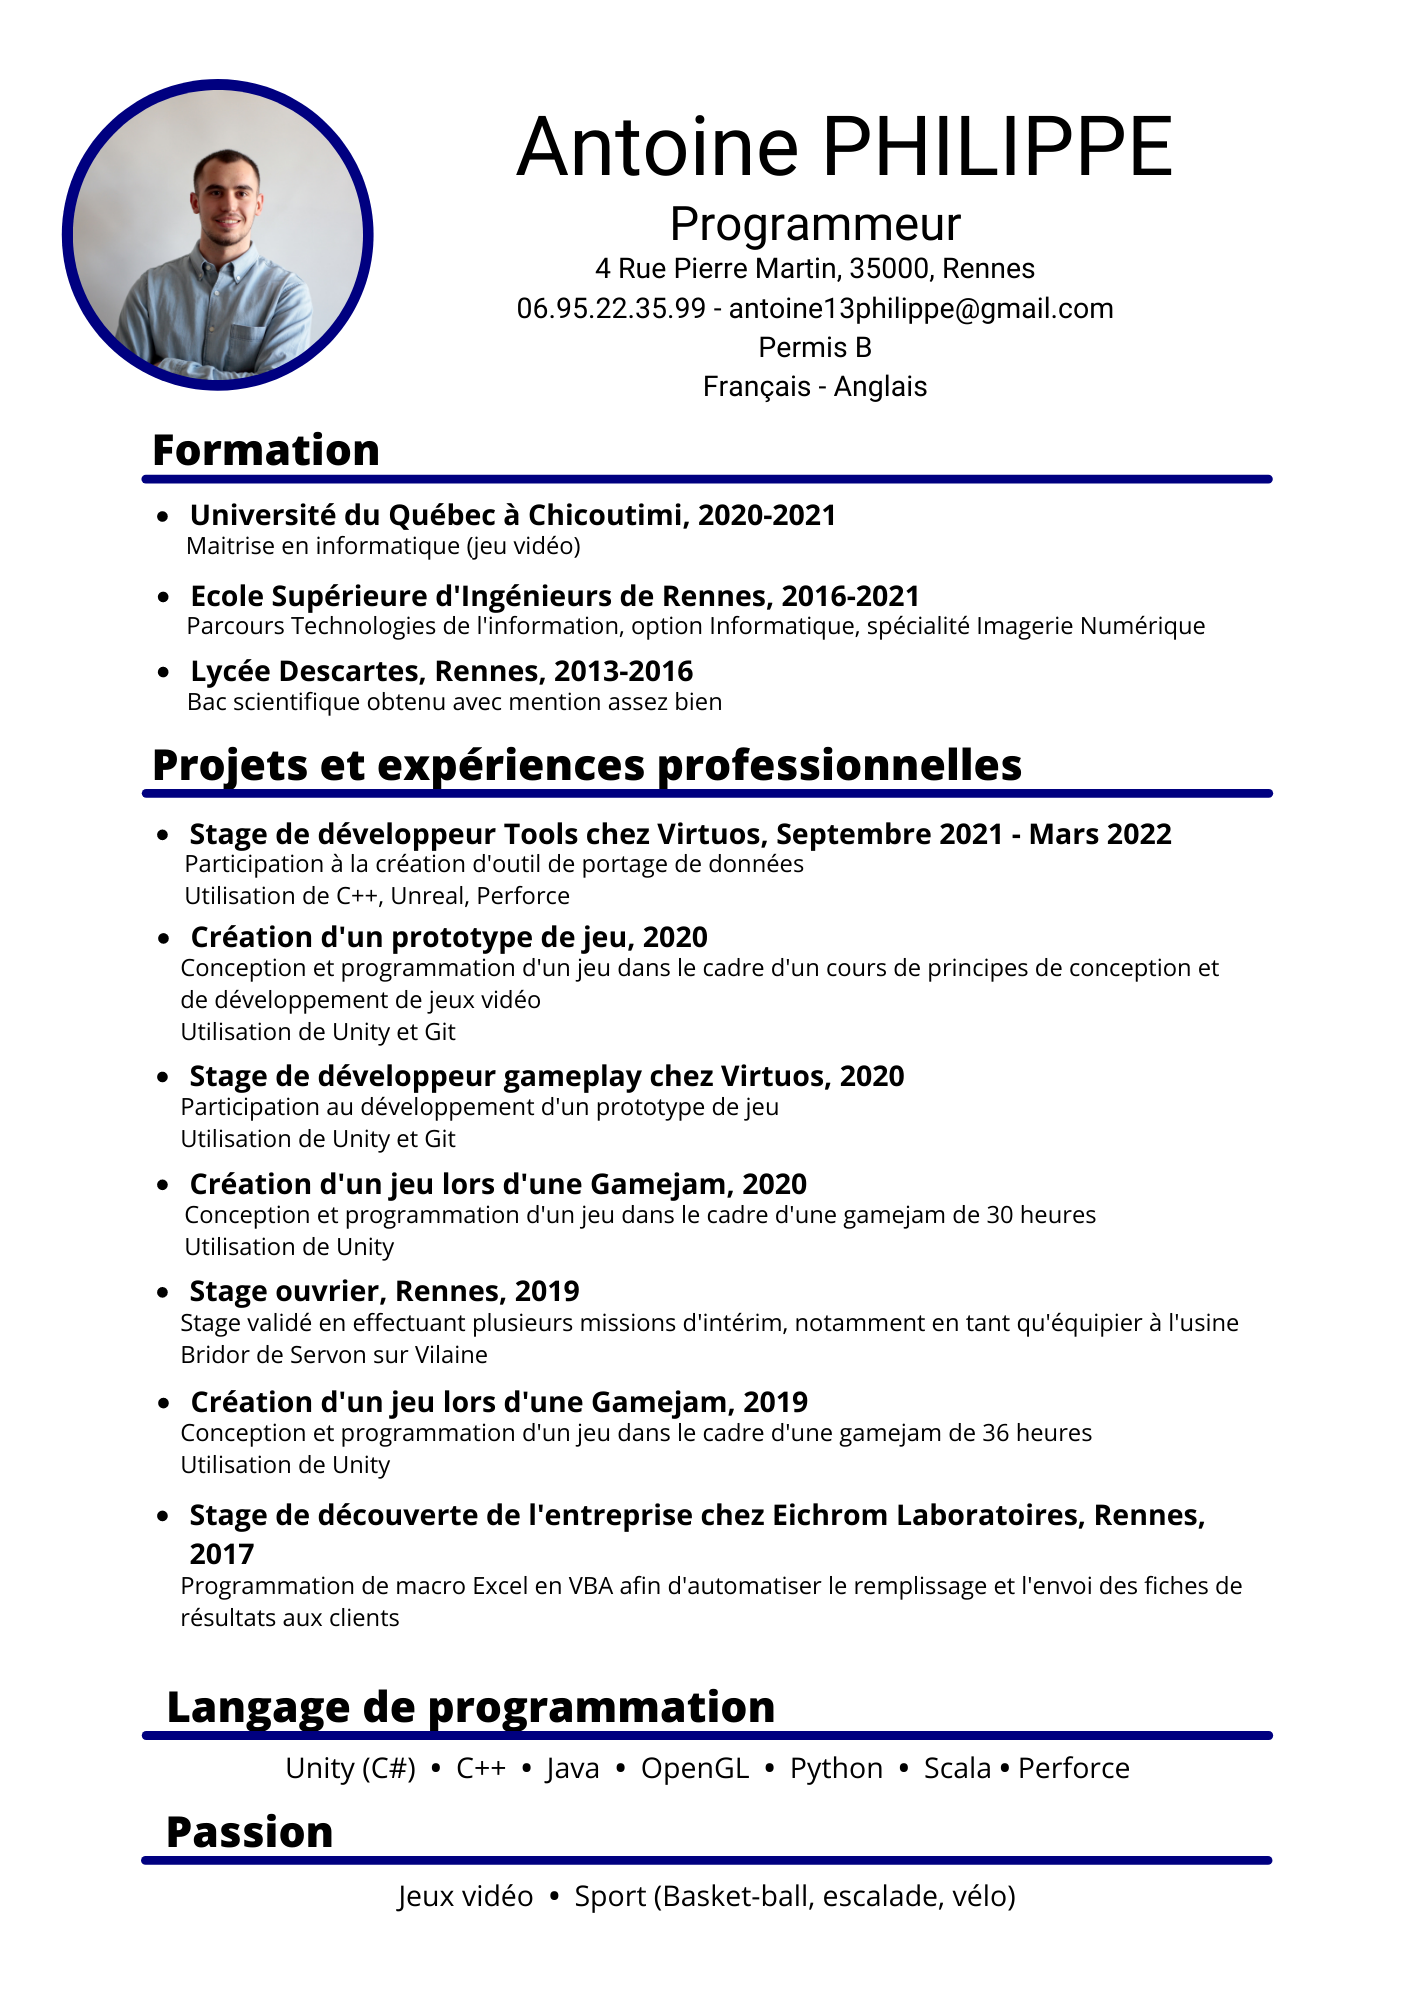 Antoine PHILIPPE
Programmeur
4 Rue Pierre Martin, 35000, Rennes
06.95.22.35.99 - antoine13philippe@gmail.com
Permis B
Français - Anglais
Formation
• Université du Québec à Chicoutimi, 2020-2021
Maitrise en informatique (jeu vidéo)
• Ecole Supérieure d'Ingénieurs de Rennes, 2016-2021
Parcours Technologies de l'information, option Informatique, spécialité Imagerie Numérique
• Lycée Descartes, Rennes, 2013-2016
Bac scientifique obtenu avec mention assez bien
Projets et expériences professionnelles
• Stage de développeur Tools chez Virtuos, Septembre 2021 - Mars 2022
Participation à la création d'outil de portage de données
Utilisation de C++, Unreal, Perforce
• Création d'un prototype de jeu, 2020
Conception et programmation d'un jeu dans le cadre d'un cours de principes de conception et
de développement de jeux vidéo
Utilisation de Unity et Git
• Stage de développeur gameplay chez Virtuos, 2020
Participation au développement d'un prototype de jeu
Utilisation de Unity et Git
• Création d'un jeu lors d'une Gamejam, 2020
Conception et programmation d'un jeu dans le cadre d'une gamejam de 30 heures
Utilisation de Unity
• Stage ouvrier, Rennes, 2019
Stage validé en effectuant plusieurs missions d'intérim, notamment en tant qu'équipier à l'usine
Bridor de Servon sur Vilaine
• Création d'un jeu lors d'une Gamejam, 2019
Conception et programmation d'un jeu dans le cadre d'une gamejam de 36 heures
Utilisation de Unity
• Stage de découverte de l'entreprise chez Eichrom Laboratoires, Rennes,
2017
Programmation de macro Excel en VBA afin d'automatiser le remplissage et l'envoi des fiches de
résultats aux clients
Langage de programmation
Unity (C#) • C++ • Java • OpenGL • Python • Scala • Perforce
Passion
Jeux vidéo • Sport (Basket-ball, escalade, vélo)